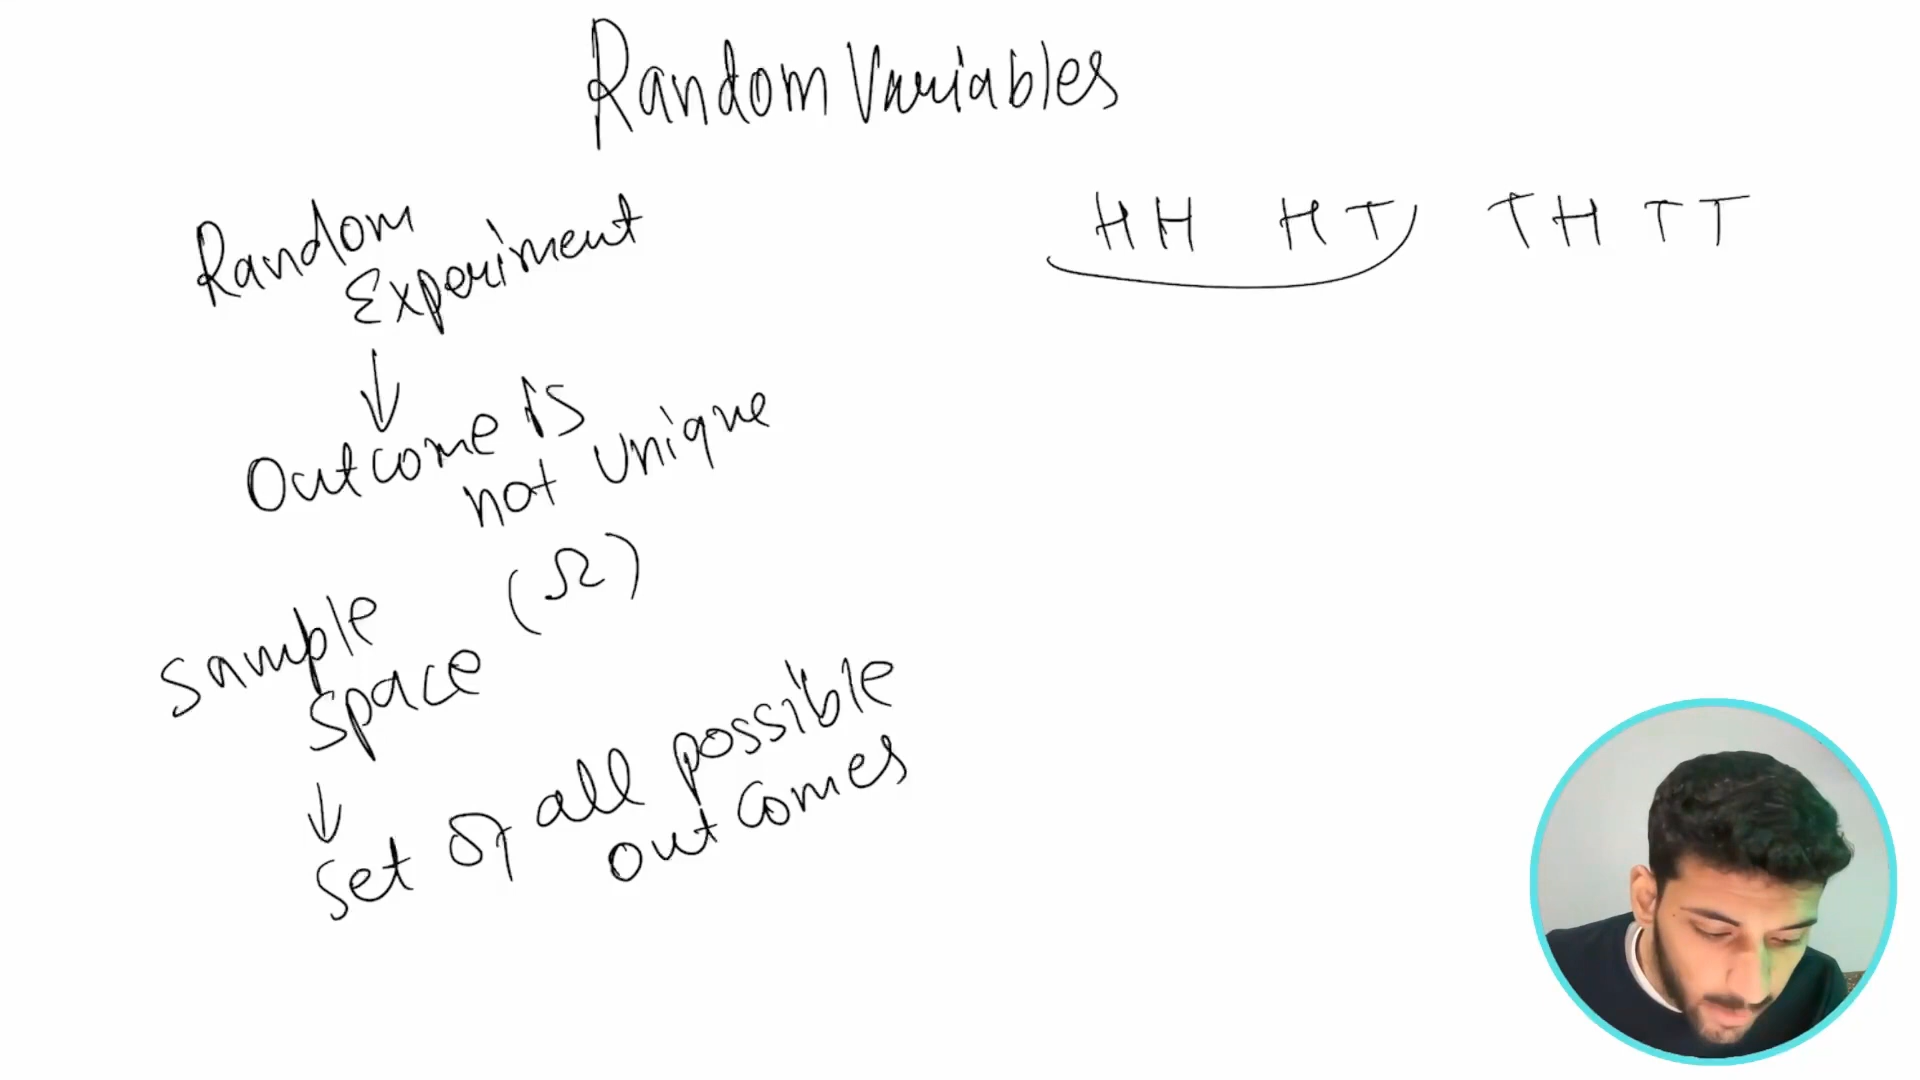 Random Variables
Random
Experiment
↓
Outcome is
not unique
Sample (Ω)
space
↓
set of all possible
outcomes
HH HT TH TT